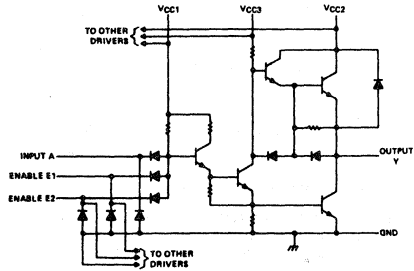 VCC1 VCC3 VCC2
TO OTHER
DRIVERS
INPUT A
OUTPUT
Y
ENABLE E1
ENABLE E2
GND
TO OTHER
DRIVERS